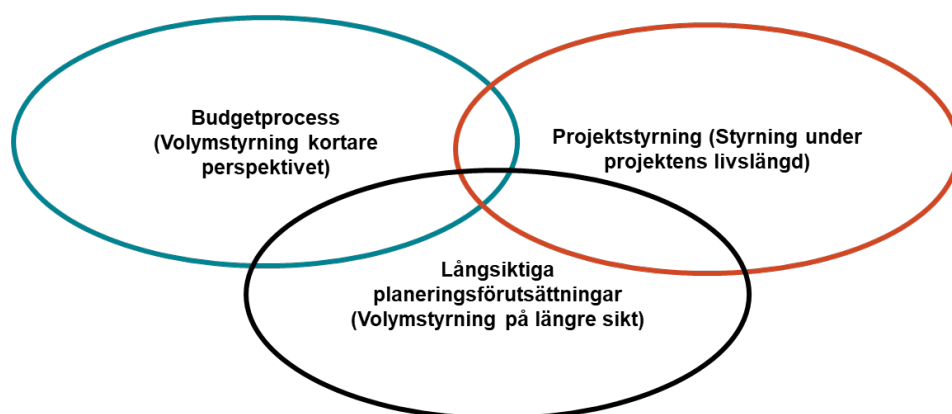 Budgetprocess
(Volymstyrning kortare
perspektivet)
Projektstyrning (Styrning under
projektens livslängd)
Långsiktiga
planeringsförutsättningar
(Volymstyrning på längre sikt)